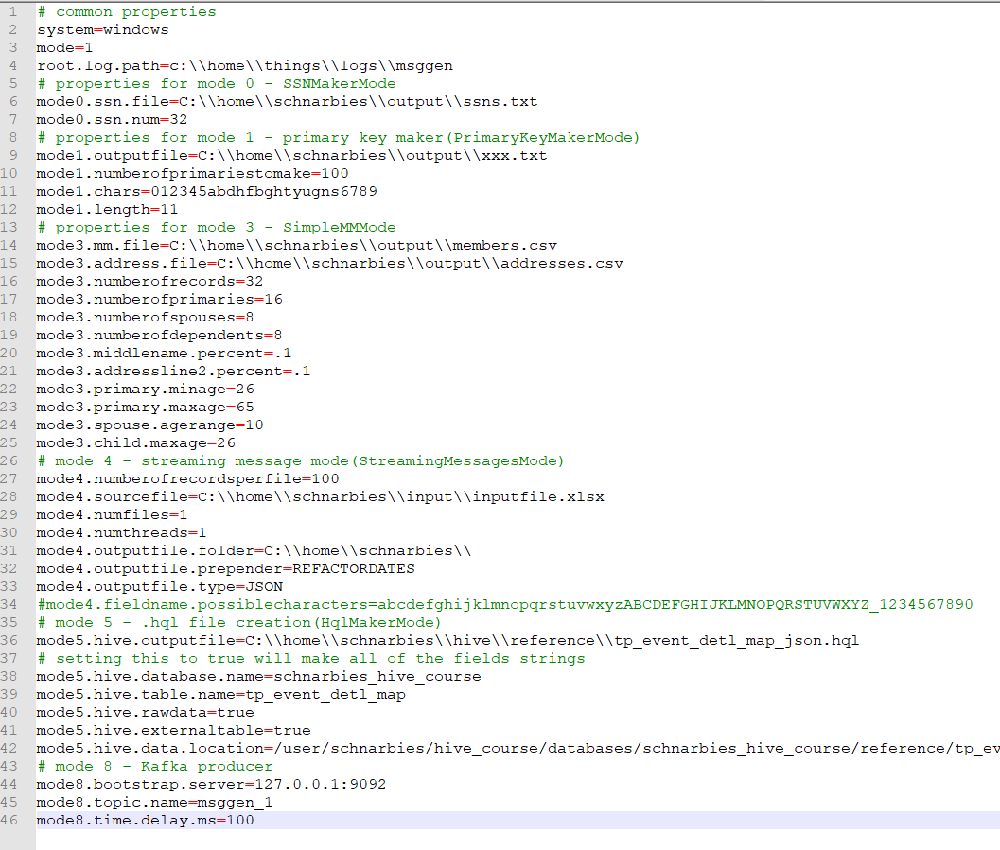 1 # common properties
2 system=windows
3 mode=1
4 root.log.path=c:\\home\\things\\logs\\msggen
5 # properties for mode 0 - SSNMakerMode
6 mode0.ssn.file=C:\\home\\schnarbies\\output\\ssns.txt
7 mode0.ssn.num=32
8 # properties for mode 1 - primary key maker(PrimaryKeyMakerMode)
9 mode1.outputfile=C:\\home\\schnarbies\\output\\xxx.txt
10 mode1.numberofprimariestomake=100
11 mode1.chars=012345abdhfbghtyugns6789
12 mode1.length=11
13 # properties for mode 3 - SimpleMMMode
14 mode3.mm.file=C:\\home\\schnarbies\\output\\members.csv
15 mode3.address.file=C:\\home\\schnarbies\\output\\addresses.csv
16 mode3.numberofrecords=32
17 mode3.numberofprimaries=16
18 mode3.numberofspouses=8
19 mode3.numberofdependents=8
20 mode3.middlename.percent=.1
21 mode3.addressline2.percent=.1
22 mode3.primary.minage=26
23 mode3.primary.maxage=65
24 mode3.spouse.agerange=10
25 mode3.child.maxage=26
26 # mode 4 - streaming message mode(StreamingMessagesMode)
27 mode4.numberofrecordsperfile=100
28 mode4.sourcefile=C:\\home\\schnarbies\\input\\inputfile.xlsx
29 mode4.numfiles=1
30 mode4.numthreads=1
31 mode4.outputfile.folder=C:\\home\\schnarbies\\
32 mode4.outputfile.prepender=REFACTORDATES
33 mode4.outputfile.type=JSON
34 #mode4.fieldname.possiblecharacters=abcdefghijklmnopqrstuvwxyzABCDEFGHIJKLMNOPQRSTUVWXYZ_1234567890
35 # mode 5 - .hql file creation(HqlMakerMode)
36 mode5.hive.outputfile=C:\\home\\schnarbies\\hive\\reference\\tp_event_detl_map_json.hql
37 # setting this to true will make all of the fields strings
38 mode5.hive.database.name=schnarbies_hive_course
39 mode5.hive.table.name=tp_event_detl_map
40 mode5.hive.rawdata=true
41 mode5.hive.externaltable=true
42 mode5.hive.data.location=/user/schnarbies/hive_course/databases/schnarbies_hive_course/reference/tp_ev
43 # mode 8 - Kafka producer
44 mode8.bootstrap.server=127.0.0.1:9092
45 mode8.topic.name=msggen_1
46 mode8.time.delay.ms=100